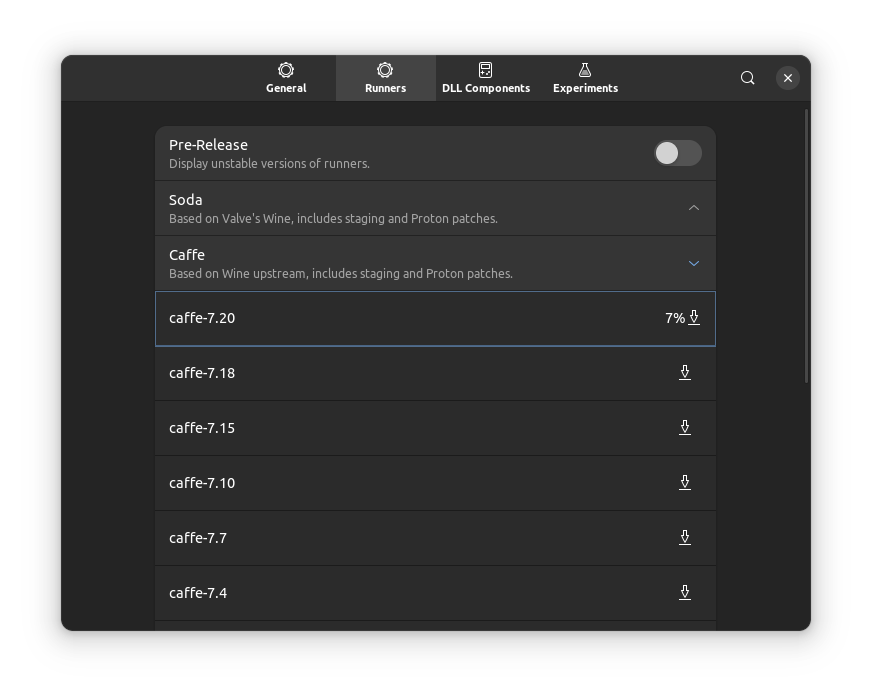 General
Runners
DLL Components
Experiments
Pre-Release
Display unstable versions of runners.
Soda
Based on Valve's Wine, includes staging and Proton patches.
Caffe
Based on Wine upstream, includes staging and Proton patches.
caffe-7.20
7%
caffe-7.18
caffe-7.15
caffe-7.10
caffe-7.7
caffe-7.4